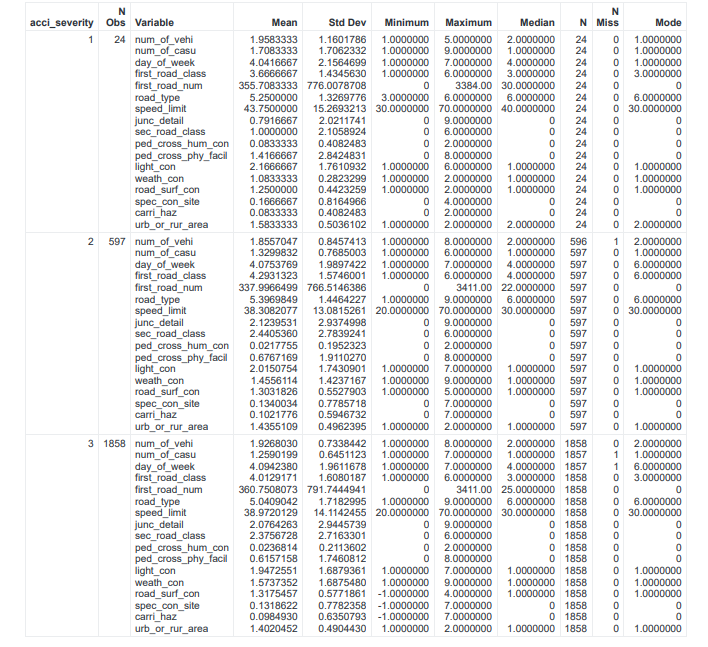 acci_severity N Obs Variable Mean Std Dev Minimum Maximum Median N N Miss Mode
1 24 num_of_vehi 1.9583333 1.1601786 1.0000000 5.0000000 2.0000000 24 0 1.0000000
num_of_casu 1.7083333 1.7062332 1.0000000 9.0000000 1.0000000 24 0 1.0000000
day_of_week 4.0416667 2.1564699 1.0000000 7.0000000 4.0000000 24 0 1.0000000
first_road_class 3.6666667 1.4345630 1.0000000 6.0000000 3.0000000 24 0 3.0000000
first_road_num 355.7083333 776.0078708 0 3384.00 30.0000000 24 0 0
road_type 5.2500000 1.3269776 3.0000000 6.0000000 6.0000000 24 0 6.0000000
speed_limit 43.7500000 15.2693213 30.0000000 70.0000000 40.0000000 24 0 30.0000000
junc_detail 0.7916667 2.0211741 0 9.0000000 0 24 0 0
sec_road_class 1.0000000 2.1058924 0 6.0000000 0 24 0 0
ped_cross_hum_con 0.0833333 0.4082483 0 2.0000000 0 24 0 0
ped_cross_phy_facil 1.4166667 2.8424831 0 8.0000000 0 24 0 0
light_con 2.1666667 1.7610932 1.0000000 6.0000000 1.0000000 24 0 1.0000000
weath_con 1.0833333 0.2823299 1.0000000 2.0000000 1.0000000 24 0 1.0000000
road_surf_con 1.2500000 0.4423259 1.0000000 2.0000000 1.0000000 24 0 1.0000000
spec_con_site 0.1666667 0.8164966 0 4.0000000 0 24 0 0
carri_haz 0.0833333 0.4082483 0 2.0000000 0 24 0 0
urb_or_rur_area 1.5833333 0.5036102 1.0000000 2.0000000 2.0000000 24 0 2.0000000
2 597 num_of_vehi 1.8557047 0.8457413 1.0000000 8.0000000 2.0000000 596 1 2.0000000
num_of_casu 1.3299832 0.7685003 1.0000000 6.0000000 1.0000000 597 0 1.0000000
day_of_week 4.0753769 1.9897422 1.0000000 7.0000000 4.0000000 597 0 6.0000000
first_road_class 4.2931323 1.5746001 1.0000000 6.0000000 4.0000000 597 0 6.0000000
first_road_num 337.9966499 766.5146386 0 3411.00 22.0000000 597 0 0
road_type 5.3969849 1.4464227 1.0000000 9.0000000 6.0000000 597 0 6.0000000
speed_limit 38.3082077 13.0815261 20.0000000 70.0000000 30.0000000 597 0 30.0000000
junc_detail 2.1239531 2.9374998 0 9.0000000 0 597 0 0
sec_road_class 2.4405360 2.7839241 0 6.0000000 0 597 0 0
ped_cross_hum_con 0.0217755 0.1952323 0 2.0000000 0 597 0 0
ped_cross_phy_facil 0.6767169 1.9110270 0 8.0000000 0 597 0 0
light_con 2.0150754 1.7430901 1.0000000 7.0000000 1.0000000 597 0 1.0000000
weath_con 1.4556114 1.4237167 1.0000000 9.0000000 1.0000000 597 0 1.0000000
road_surf_con 1.3031826 0.5527903 1.0000000 5.0000000 1.0000000 597 0 1.0000000
spec_con_site 0.1340034 0.7785718 0 7.0000000 0 597 0 0
carri_haz 0.1021776 0.5946732 0 7.0000000 0 597 0 0
urb_or_rur_area 1.4355109 0.4962395 1.0000000 2.0000000 1.0000000 597 0 1.0000000
3 1858 num_of_vehi 1.9268030 0.7338442 1.0000000 8.0000000 2.0000000 1858 0 2.0000000
num_of_casu 1.2590199 0.6451123 1.0000000 7.0000000 1.0000000 1857 1 1.0000000
day_of_week 4.0942380 1.9611678 1.0000000 7.0000000 4.0000000 1858 1 6.0000000
first_road_class 4.0129171 1.6080187 1.0000000 6.0000000 3.0000000 1858 0 3.0000000
first_road_num 360.7508073 791.7444941 0 3411.00 25.0000000 1858 0 0
road_type 5.0409042 1.7182995 1.0000000 9.0000000 6.0000000 1858 0 6.0000000
speed_limit 38.9720129 14.1142455 20.0000000 70.0000000 30.0000000 1858 0 30.0000000
junc_detail 2.0764263 2.9445739 0 9.0000000 0 1858 0 0
sec_road_class 2.3756728 2.7163301 0 6.0000000 0 1858 0 0
ped_cross_hum_con 0.0236814 0.2113602 0 2.0000000 0 1858 0 0
ped_cross_phy_facil 0.6157158 1.7460812 0 8.0000000 0 1858 0 0
light_con 1.9472551 1.6879361 1.0000000 7.0000000 1.0000000 1858 0 1.0000000
weath_con 1.5737352 1.6875480 1.0000000 9.0000000 1.0000000 1858 0 1.0000000
road_surf_con 1.3175457 0.5771861 -1.0000000 4.0000000 1.0000000 1858 0 1.0000000
spec_con_site 0.1318622 0.7782358 -1.0000000 7.0000000 0 1858 0 0
carri_haz 0.0984930 0.6350793 -1.0000000 7.0000000 0 1858 0 0
urb_or_rur_area 1.4020452 0.4904430 1.0000000 2.0000000 1.0000000 1858 0 1.0000000